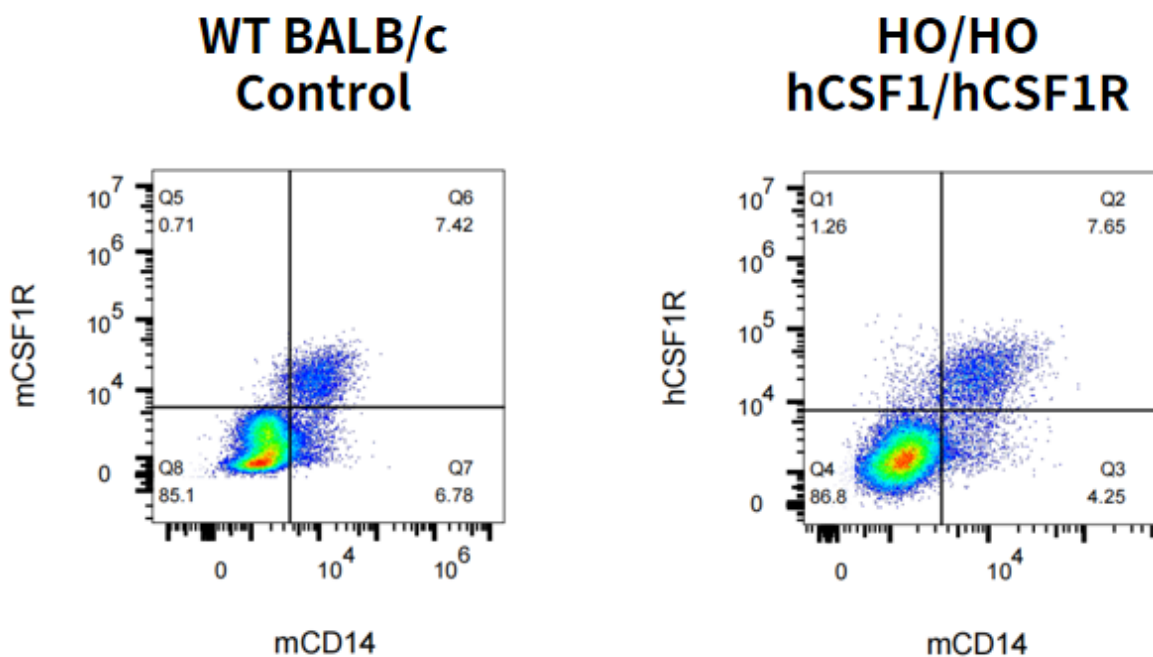 WT BALB/c
Control
HO/HO
hCSF1/hCSF1R
mCSF1R
10^7
10^6
10^5
10^4
0
Q5
0.71
Q6
7.42
Q8
85.1
Q7
6.78
0
10^4
10^6
mCD14
hCSF1R
10^7
10^6
10^5
10^4
0
Q1
1.26
Q2
7.65
Q4
86.8
Q3
4.25
0
10^4
mCD14